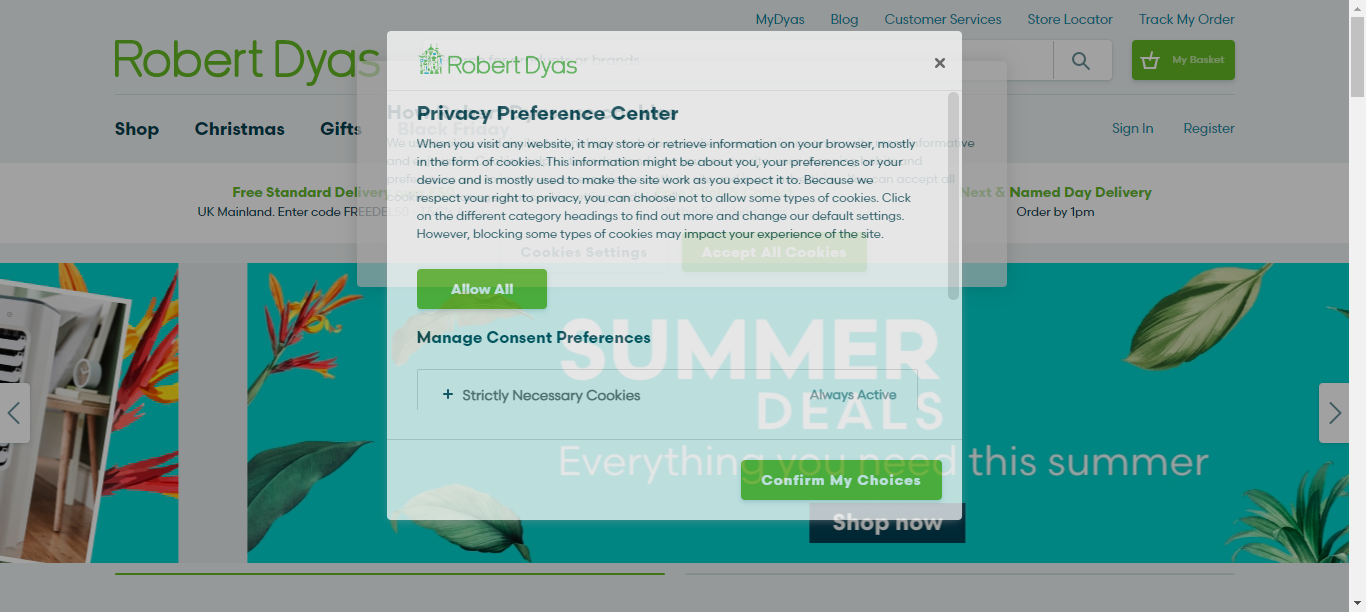 MyDyas Blog Customer Services Store Locator Track My Order
Robert Dyas
My Basket
Shop Christmas Gifts Black Friday
Sign In Register
Free Standard Delivery
UK Mainland. Enter code
Next & Named Day Delivery
Order by 1pm
Robert Dyas
Privacy Preference Center
When you visit any website, it may store or retrieve information on your browser, mostly
in the form of cookies. This information might be about you, your preferences or your
device and is mostly used to make the site work as you expect it to. Because we
respect your right to privacy, you can choose not to allow some types of cookies. Click
on the different category headings to find out more and change our default settings.
However, blocking some types of cookies may impact your experience of the site.
Cookies Settings Accept All Cookies
Allow All
Manage Consent Preferences
+ Strictly Necessary Cookies Always Active
SUMMER
DEALS
Everything you need this summer
Confirm My Choices
Shop now